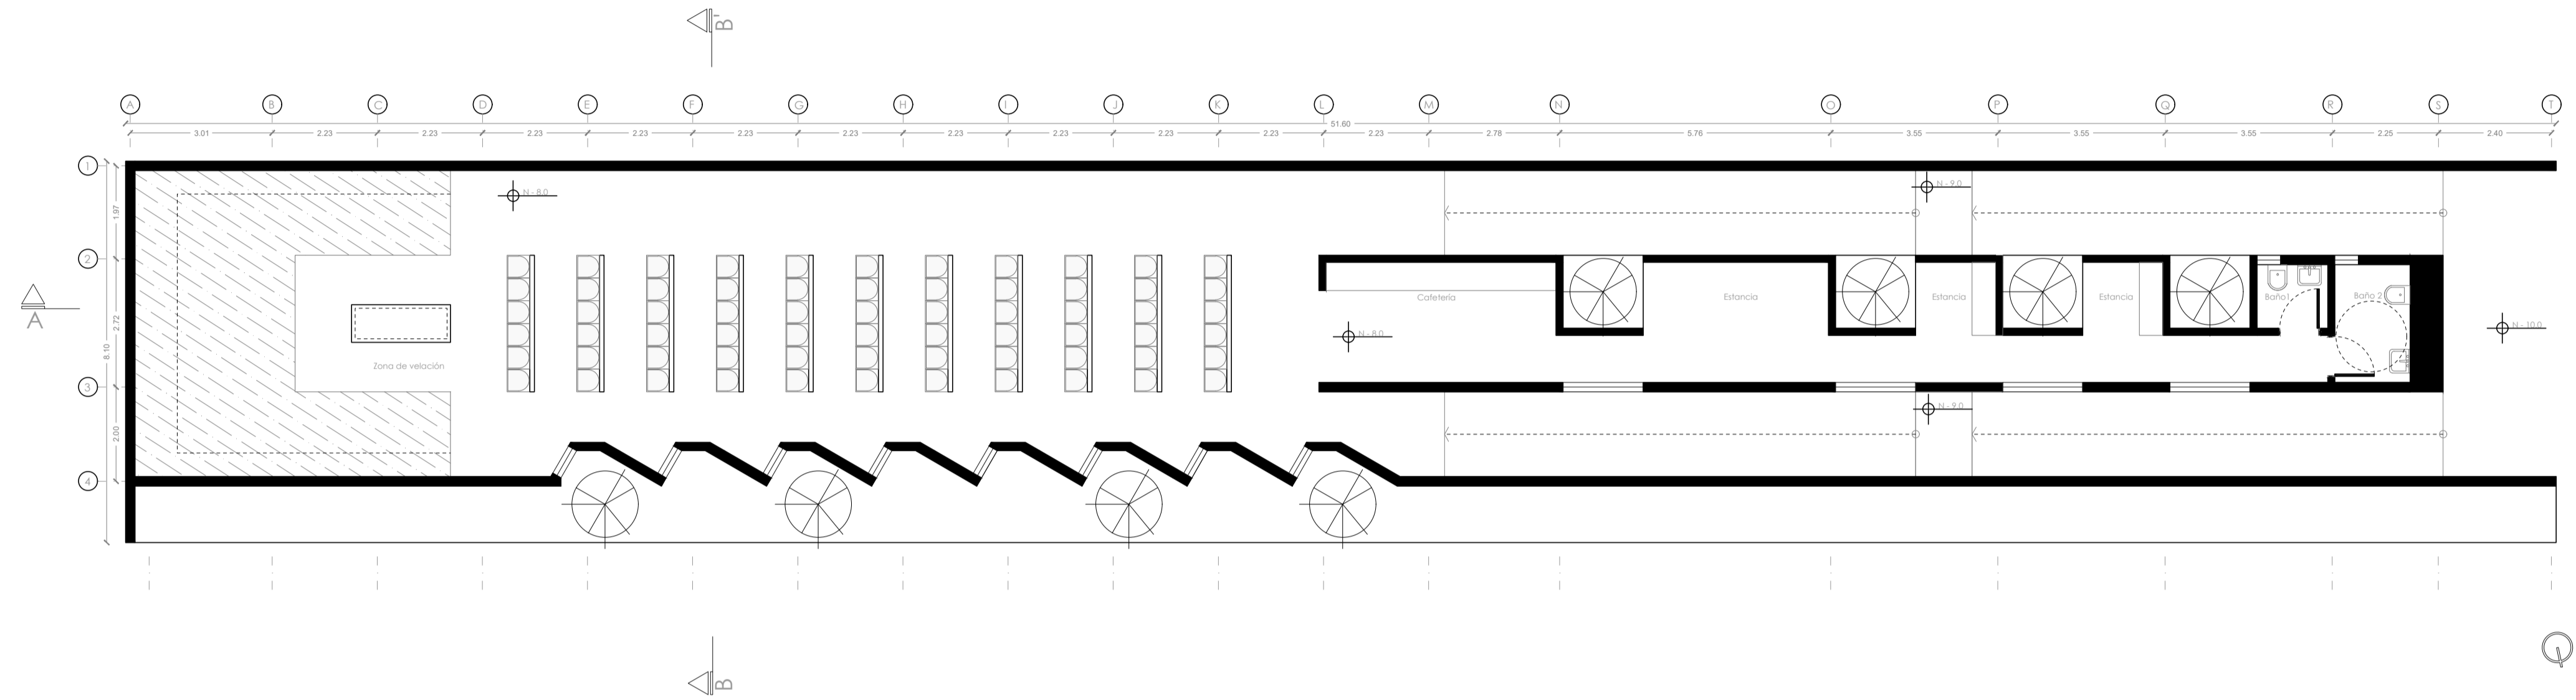 B'
A B C D E F G H I J K L M N O P Q R S T
51.60
3.01 2.23 2.23 2.23 2.23 2.23 2.23 2.23 2.23 2.23 2.23 2.23 2.78 5.76 3.55 3.55 3.55 2.25 2.40
1
1.97
N - 8.0
N - 9.0
2
2.72
8.10
Cafetería
Estancia
Estancia
Estancia
Baño1
Baño 2
A
N - 8.0
N - 10.0
Zona de velación
3
2.00
N - 9.0
4
B